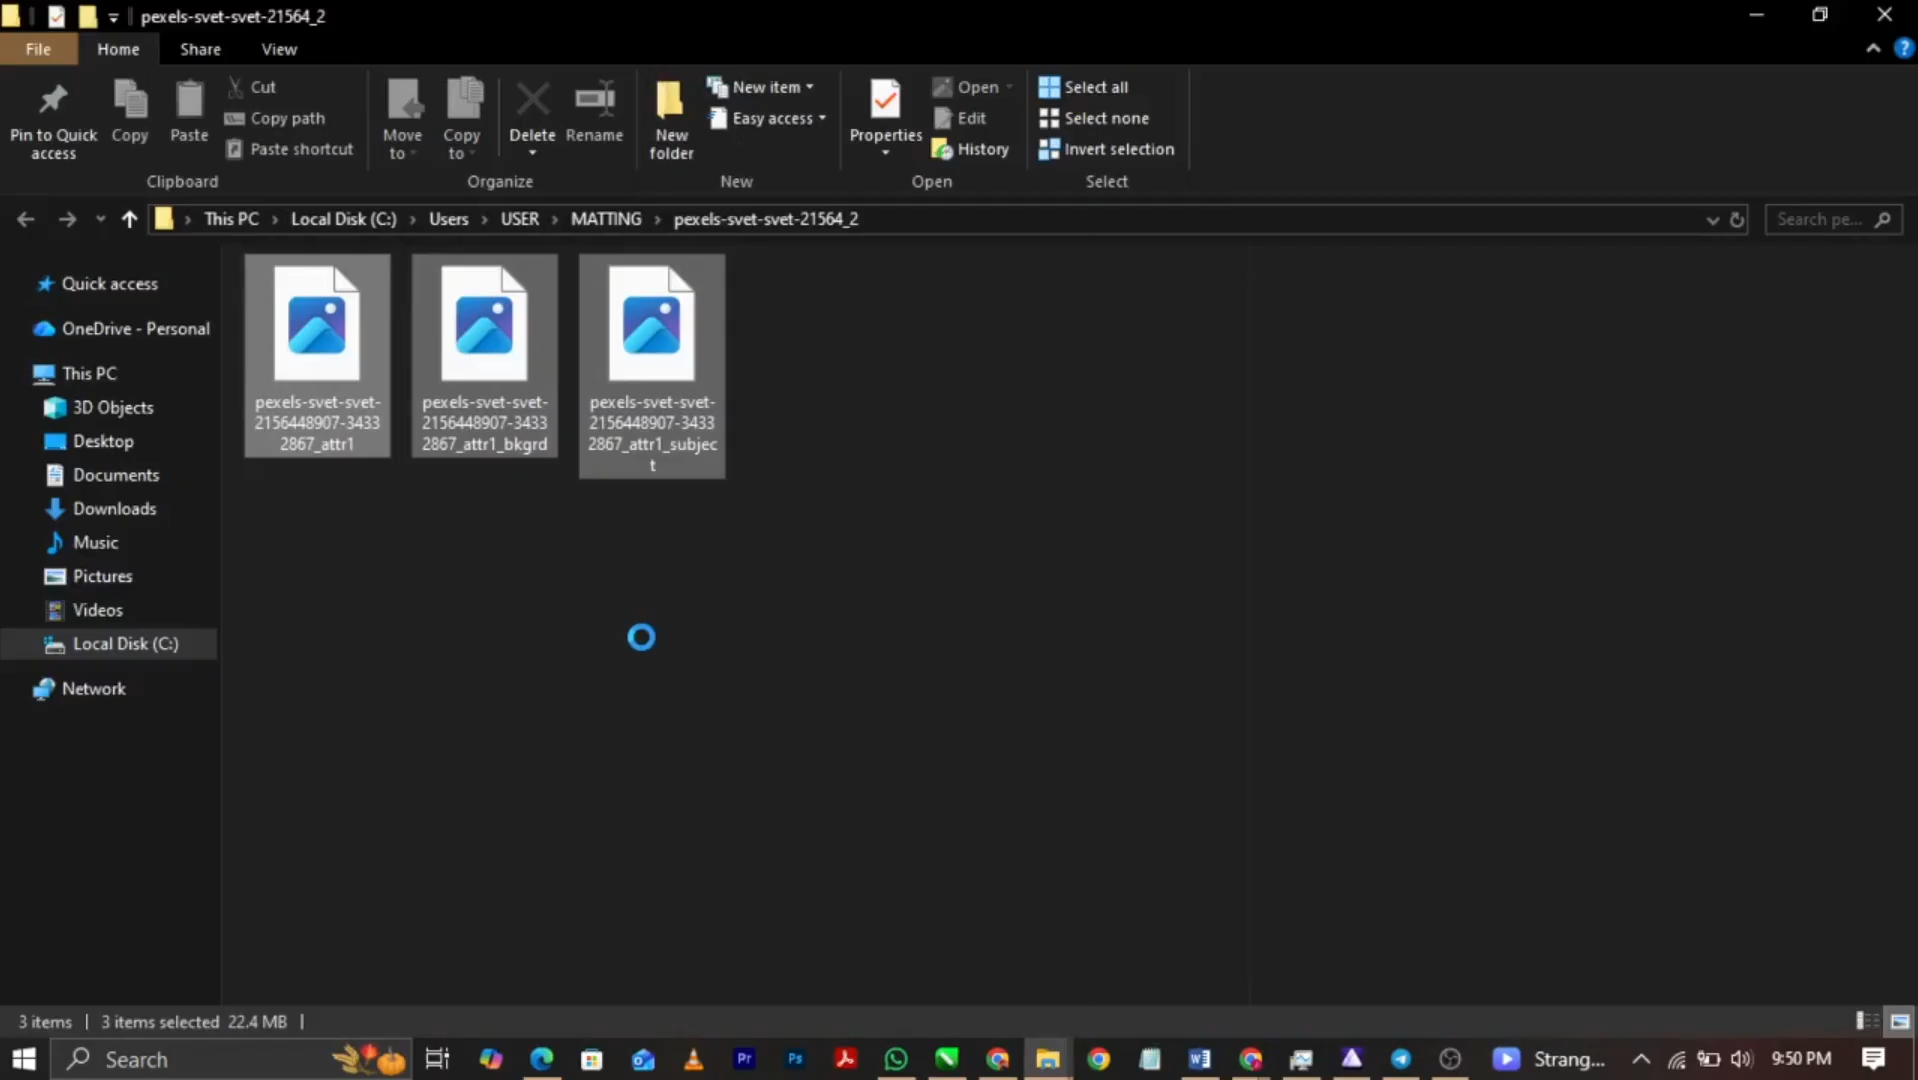 pexels-svet-svet-21564_2
File Home Share View
Pin to Quick access
Copy
Paste
Cut
Copy path
Paste shortcut
Clipboard
Move to
Copy to
Delete
Rename
Organize
New folder
New item
Easy access
New
Properties
Open
Edit
History
Open
Select all
Select none
Invert selection
Select
This PC > Local Disk (C:) > Users > USER > MATTING > pexels-svet-svet-21564_2
Search pe...
Quick access
OneDrive - Personal
This PC
3D Objects
Desktop
Documents
Downloads
Music
Pictures
Videos
Local Disk (C:)
Network
pexels-svet-svet-
2156448907-3433
2867_attr1
pexels-svet-svet-
2156448907-3433
2867_attr1_bkgrd
pexels-svet-svet-
2156448907-3433
2867_attr1_subjec
t
3 items | 3 items selected 22.4 MB |
Search
Pr
Ps
Strang...
9:50 PM